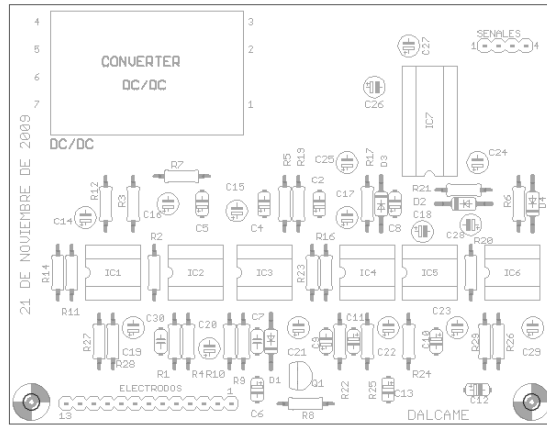 4
3
SEÑALES
1
4
C27
5
2
CONVERTER
DC/DC
6
C26
IC7
7
1
DC/DC
21 DE NOVIEMBRE DE 2009
R7
R5
R19
C25
R17
D3
C24
R12
R3
C15
C2
R21
R6
D4
C14
C16
C5
C4
C17
C8
D2
C18
C28
R2
R16
R20
R14
IC1
IC2
IC3
R23
IC4
IC5
IC6
R11
C30
C20
C7
C11
C23
R27
C19
C21
C9
C22
C10
R29
R26
C29
R28
R1
R4
R10
R9
D1
Q1
R22
R25
R24
ELECTRODOS
13
1
C6
R8
C13
C12
DALCAME